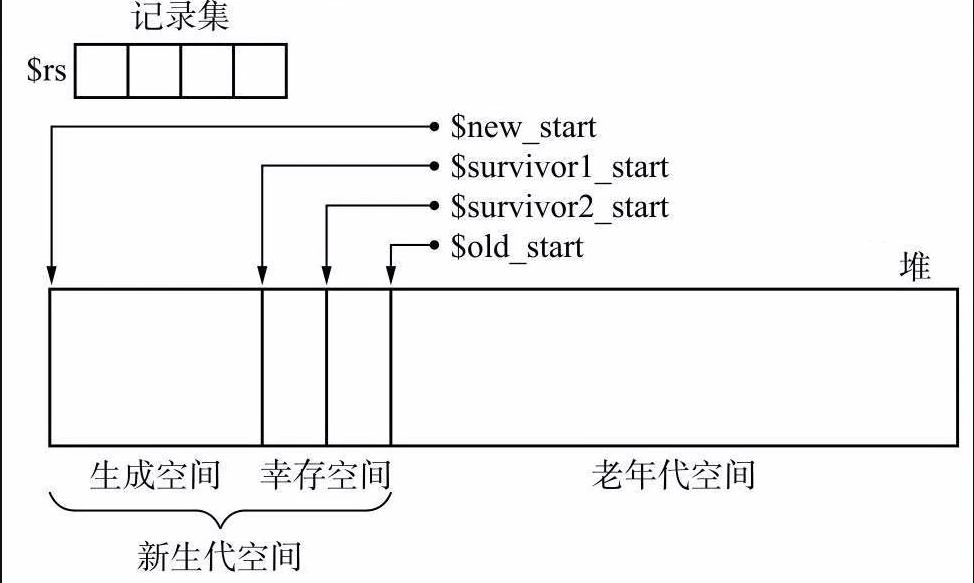 记录集
$rs
$new_start
$survivor1_start
$survivor2_start
$old_start
堆
生成空间 幸存空间 老年代空间
新生代空间